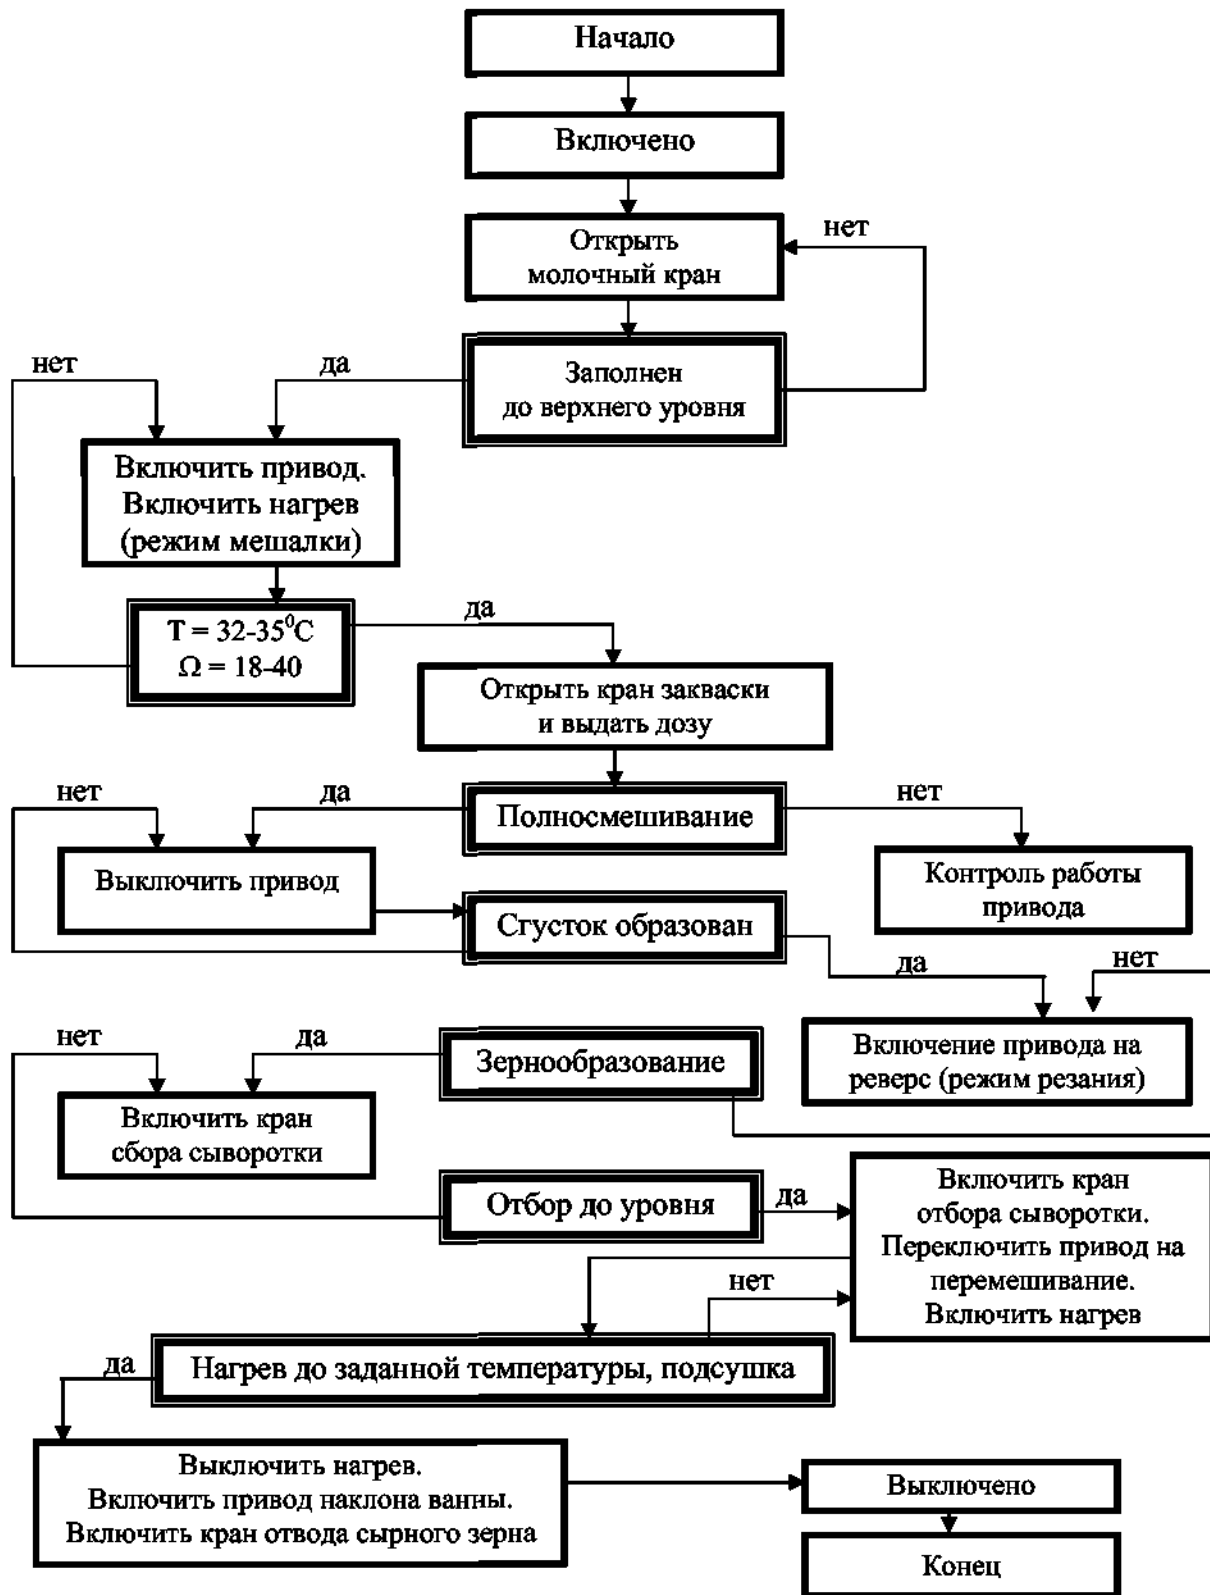 Начало
Включено
Открыть
молочный кран
нет
Заполнен
до верхнего уровня
нет
да
Включить привод.
Включить нагрев
(режим мешалки)
T = 32-35⁰C
Ω = 18-40
да
Открыть кран закваски
и выдать дозу
нет
да
Полносмешивание
нет
Выключить привод
Контроль работы
привода
Сгусток образован
да
нет
Включение привода на
реверс (режим резания)
нет
да
Зернообразование
Включить кран
сбора сыворотки
Отбор до уровня
да
Включить кран
отбора сыворотки.
Переключить привод на
перемешивание.
Включить нагрев
нет
да
Нагрев до заданной температуры, подсушка
Выключить нагрев.
Включить привод наклона ванны.
Включить кран отвода сырного зерна
Выключено
Конец